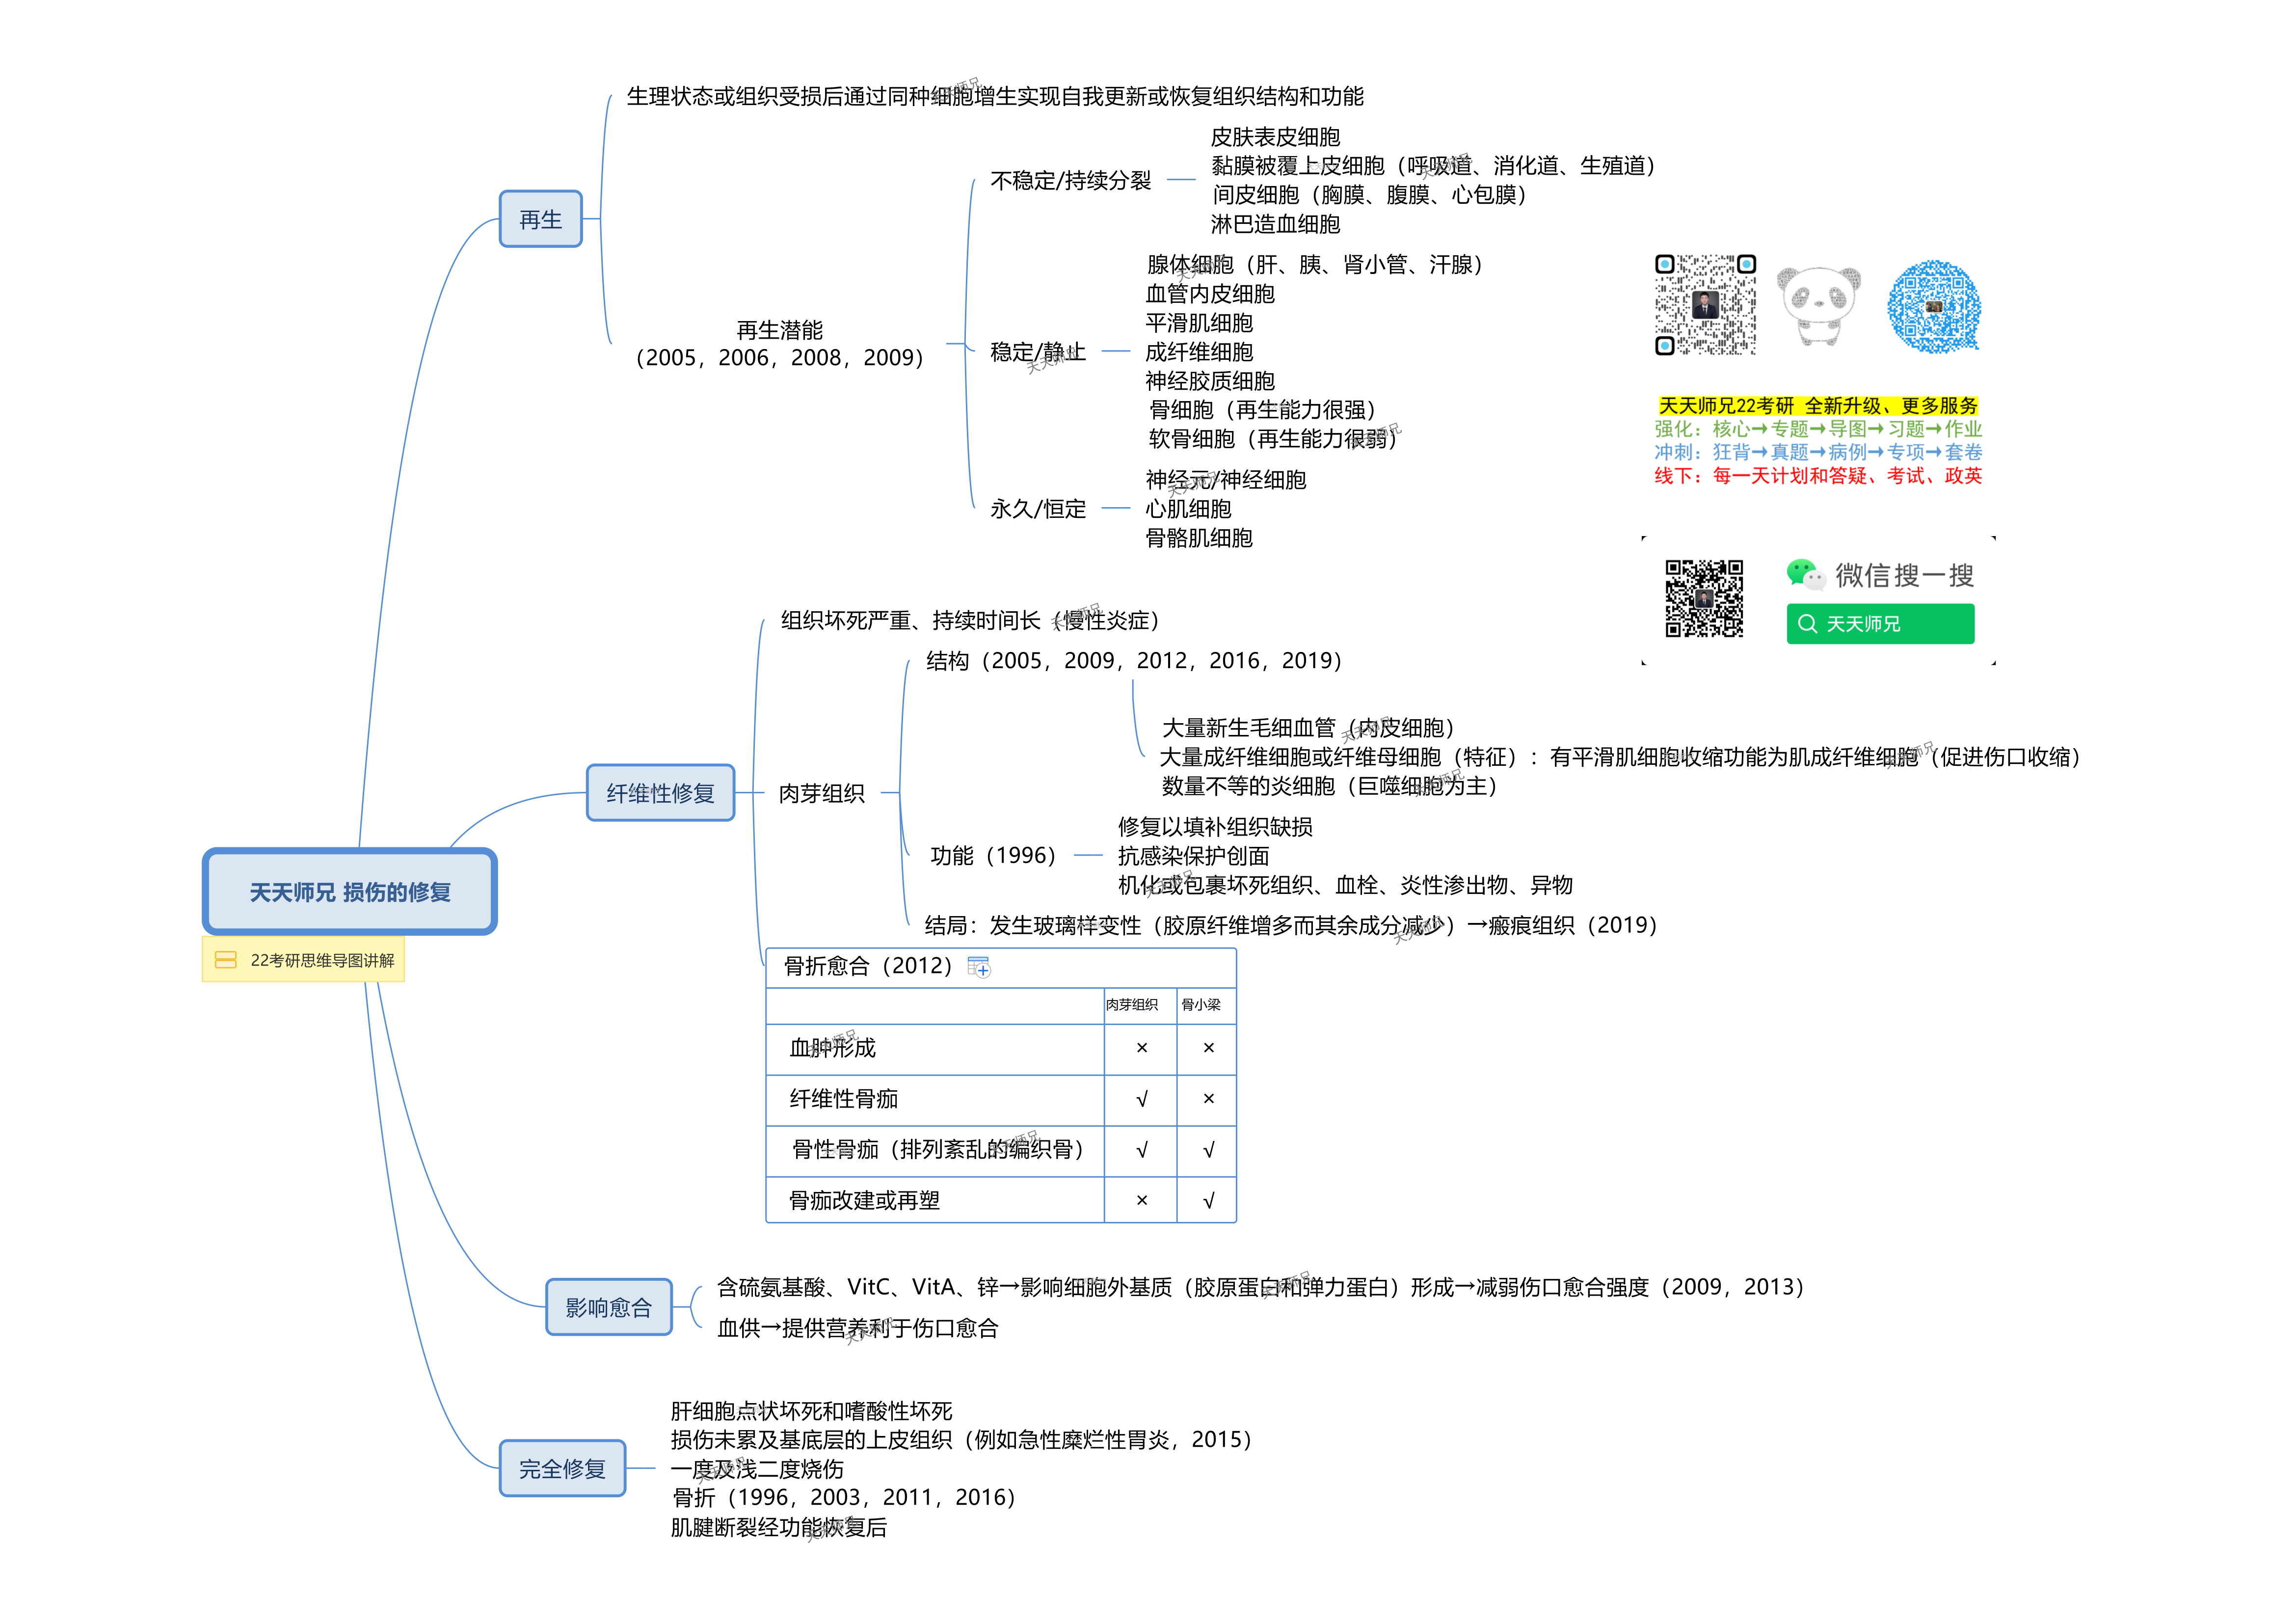 天天师兄 损伤的修复
22考研思维导图讲解
再生
生理状态或组织受损后通过同种细胞增生实现自我更新或恢复组织结构和功能
再生潜能
（2005，2006，2008，2009）
不稳定/持续分裂
皮肤表皮细胞
黏膜被覆上皮细胞（呼吸道、消化道、生殖道）
间皮细胞（胸膜、腹膜、心包膜）
淋巴造血细胞
稳定/静止
腺体细胞（肝、胰、肾小管、汗腺）
血管内皮细胞
平滑肌细胞
成纤维细胞
神经胶质细胞
骨细胞（再生能力很强）
软骨细胞（再生能力很弱）
永久/恒定
神经元/神经细胞
心肌细胞
骨骼肌细胞
天天师兄22考研 全新升级、更多服务
强化：核心→专题→导图→习题→作业
冲刺：狂背→真题→病例→专项→套卷
线下：每一天计划和答疑、考试、政英
微信搜一搜
天天师兄
纤维性修复
组织坏死严重、持续时间长（慢性炎症）
肉芽组织
结构（2005，2009，2012，2016，2019）
大量新生毛细血管（内皮细胞）
大量成纤维细胞或纤维母细胞（特征）：有平滑肌细胞收缩功能为肌成纤维细胞（促进伤口收缩）
数量不等的炎细胞（巨噬细胞为主）
功能（1996）
修复以填补组织缺损
抗感染保护创面
机化或包裹坏死组织、血栓、炎性渗出物、异物
结局：发生玻璃样变性（胶原纤维增多而其余成分减少）→瘢痕组织（2019）
骨折愈合（2012）
肉芽组织 骨小梁
血肿形成 × ×
纤维性骨痂 √ ×
骨性骨痂（排列紊乱的编织骨） √ √
骨痂改建或再塑 × √
影响愈合
含硫氨基酸、VitC、VitA、锌→影响细胞外基质（胶原蛋白和弹力蛋白）形成→减弱伤口愈合强度（2009，2013）
血供→提供营养利于伤口愈合
完全修复
肝细胞点状坏死和嗜酸性坏死
损伤未累及基底层的上皮组织（例如急性糜烂性胃炎，2015）
一度及浅二度烧伤
骨折（1996，2003，2011，2016）
肌腱断裂经功能恢复后